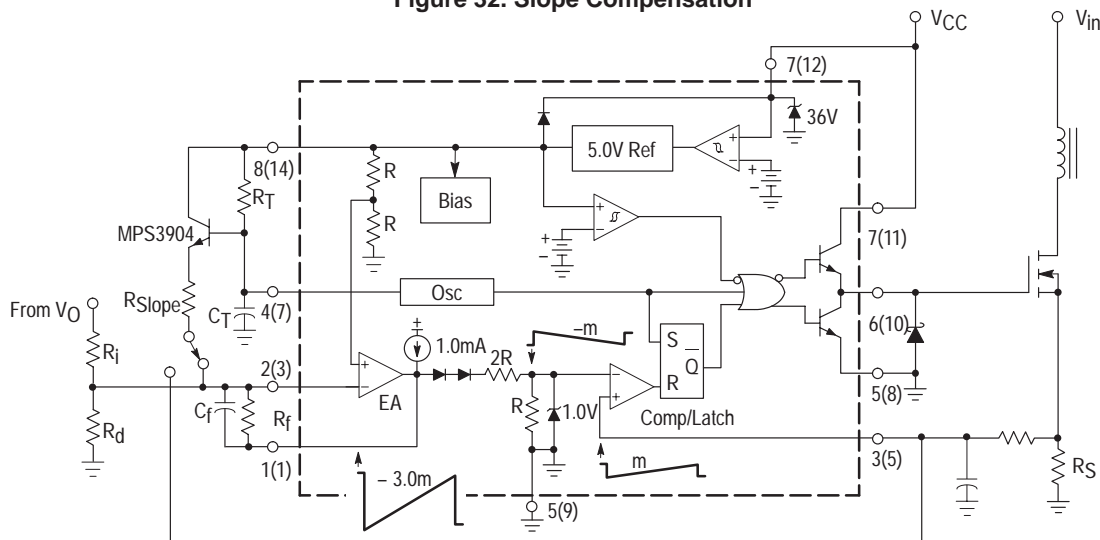 Figure 32. Slope Compensation
VCC
Vin
7(12)
36V
5.0V Ref
+
−
+
−
8(14)
RT
R
Bias
R
+
−
+
−
MPS3904
7(11)
RSlope
Osc
From VO
CT
4(7)
6(10)
−m
Ri
1.0mA
2R
S
Q
R
2(3)
+
−
EA
−
+
5(8)
Cf
Rf
R
1.0V
Comp/Latch
Rd
m
3(5)
1(1)
− 3.0m
RS
5(9)